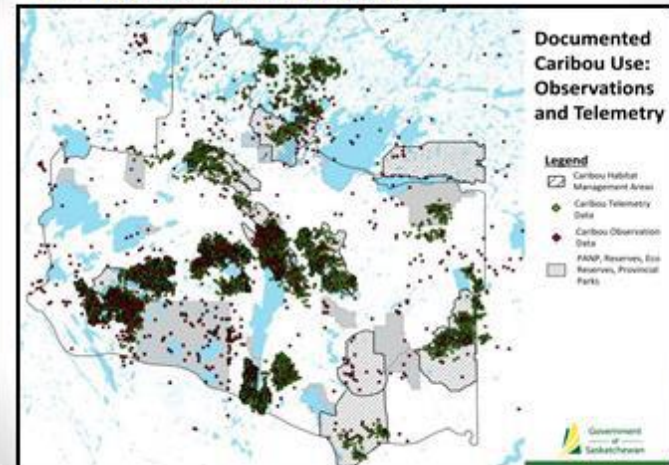 Documented
Caribou Use:
Observations
and Telemetry
Legend
Caribou Habitat
Management Areas
Caribou Telemetry
Data
Caribou Observation
Data
PANP, Reserves, Eco
Reserves, Provincial
Parks
Government
of
Saskatchewan